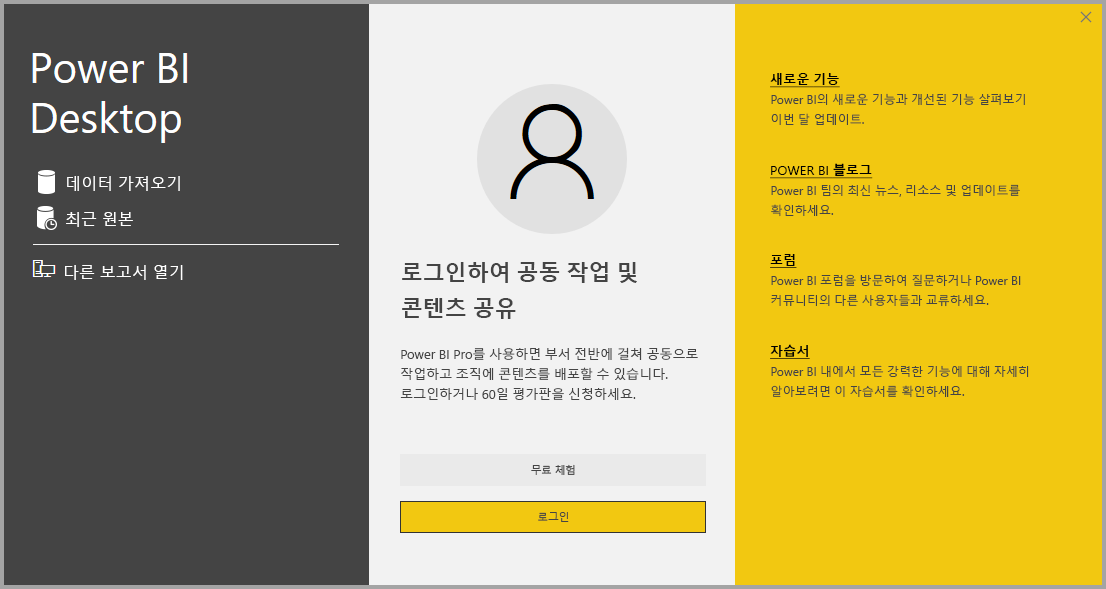 Power BI
Desktop
데이터 가져오기
최근 원본
다른 보고서 열기
로그인하여 공동 작업 및
콘텐츠 공유
Power BI Pro를 사용하면 부서 전반에 걸쳐 공동으로
작업하고 조직에 콘텐츠를 배포할 수 있습니다.
로그인하거나 60일 평가판을 신청하세요.
무료 체험
로그인
새로운 기능
Power BI의 새로운 기능과 개선된 기능 살펴보기
이번 달 업데이트.
POWER BI 블로그
Power BI 팀의 최신 뉴스, 리소스 및 업데이트를
확인하세요.
포럼
Power BI 포럼을 방문하여 질문하거나 Power BI
커뮤니티의 다른 사용자들과 교류하세요.
자습서
Power BI 내에서 모든 강력한 기능에 대해 자세히
알아보려면 이 자습서를 확인하세요.